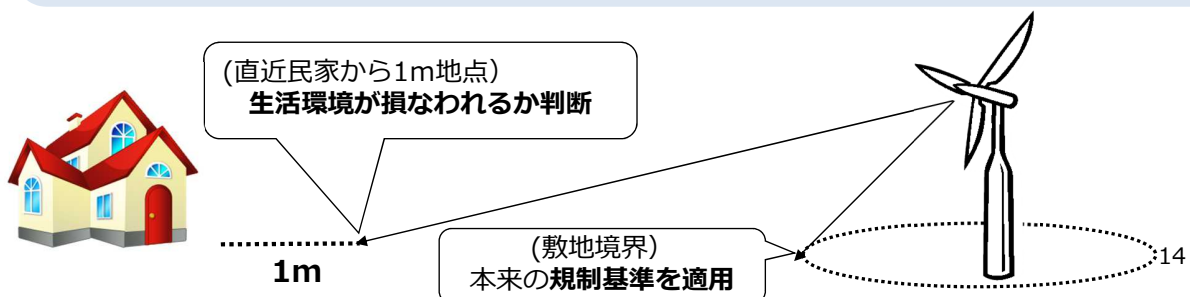 (直近民家から1m地点)
生活環境が損なわれるか判断
1m
(敷地境界)
本来の規制基準を適用
14